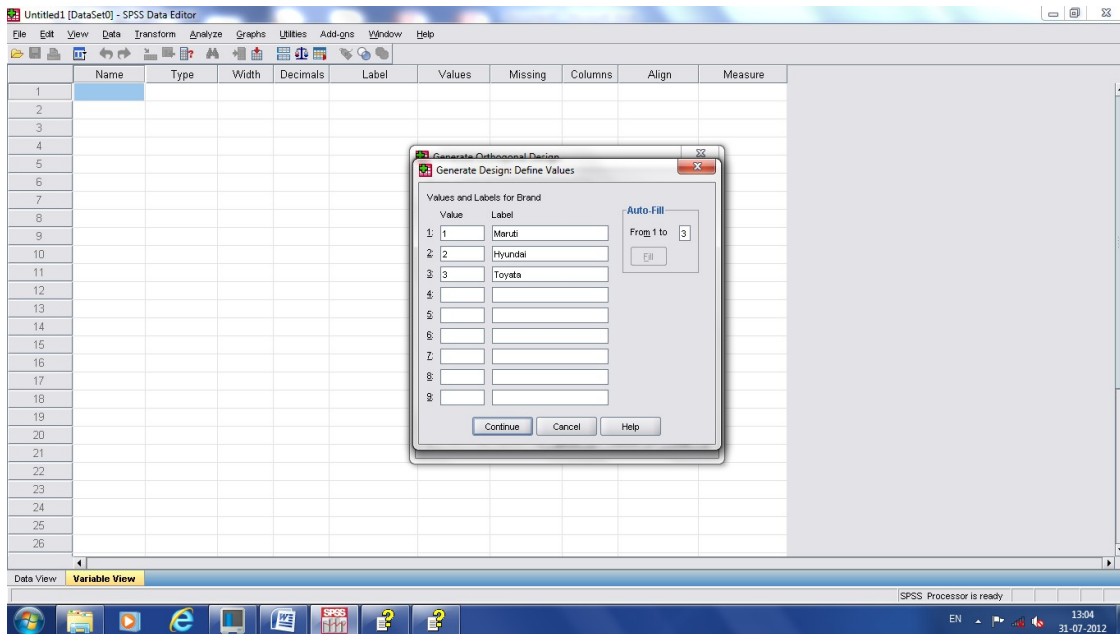 Untitled1 [DataSet0] - SPSS Data Editor
File Edit View Data Transform Analyze Graphs Utilities Add-ons Window Help
Name Type Width Decimals Label Values Missing Columns Align Measure
1
2
3
4
5
6
7
8
9
10
11
12
13
14
15
16
17
18
19
20
21
22
23
24
25
26
Generate Orthogonal Design
Generate Design: Define Values
Values and Labels for Brand
Value Label
1: 1 Maruti
2: 2 Hyundai
3: 3 Toyata
4:
5:
6:
7:
8:
9:
Auto-Fill
From 1 to 3
Fill
Continue Cancel Help
Data View Variable View
SPSS Processor is ready
SPSS
EN 13:04
31-07-2012